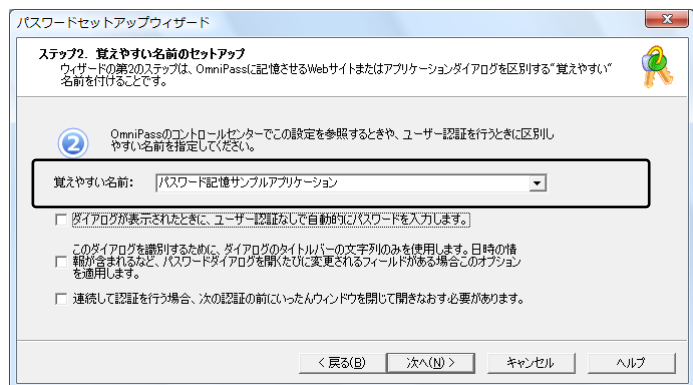 パスワードセットアップウィザード
ステップ2. 覚えやすい名前のセットアップ
ウィザードの第2のステップは、OmniPassに記憶させるWebサイトまたはアプリケーションダイアログを区別する"覚えやすい"
名前を付けることです。
2
OmniPassのコントロールセンターでこの設定を参照するときや、ユーザー認証を行うときに区別し
やすい名前を指定してください。
覚えやすい名前: パスワード記憶サンプルアプリケーション
ダイアログが表示されたときに、ユーザー認証なしで自動的にパスワードを入力します。
このダイアログを識別するために、ダイアログのタイトルバーの文字列のみを使用します。日時の情
報が含まれるなど、パスワードダイアログを開くたびに変更されるフィールドがある場合このオプション
を適用します。
連続して認証を行う場合、次の認証の前にいったんウィンドウを閉じて開きなおす必要があります。
< 戻る(B) 次へ(N) > キャンセル ヘルプ